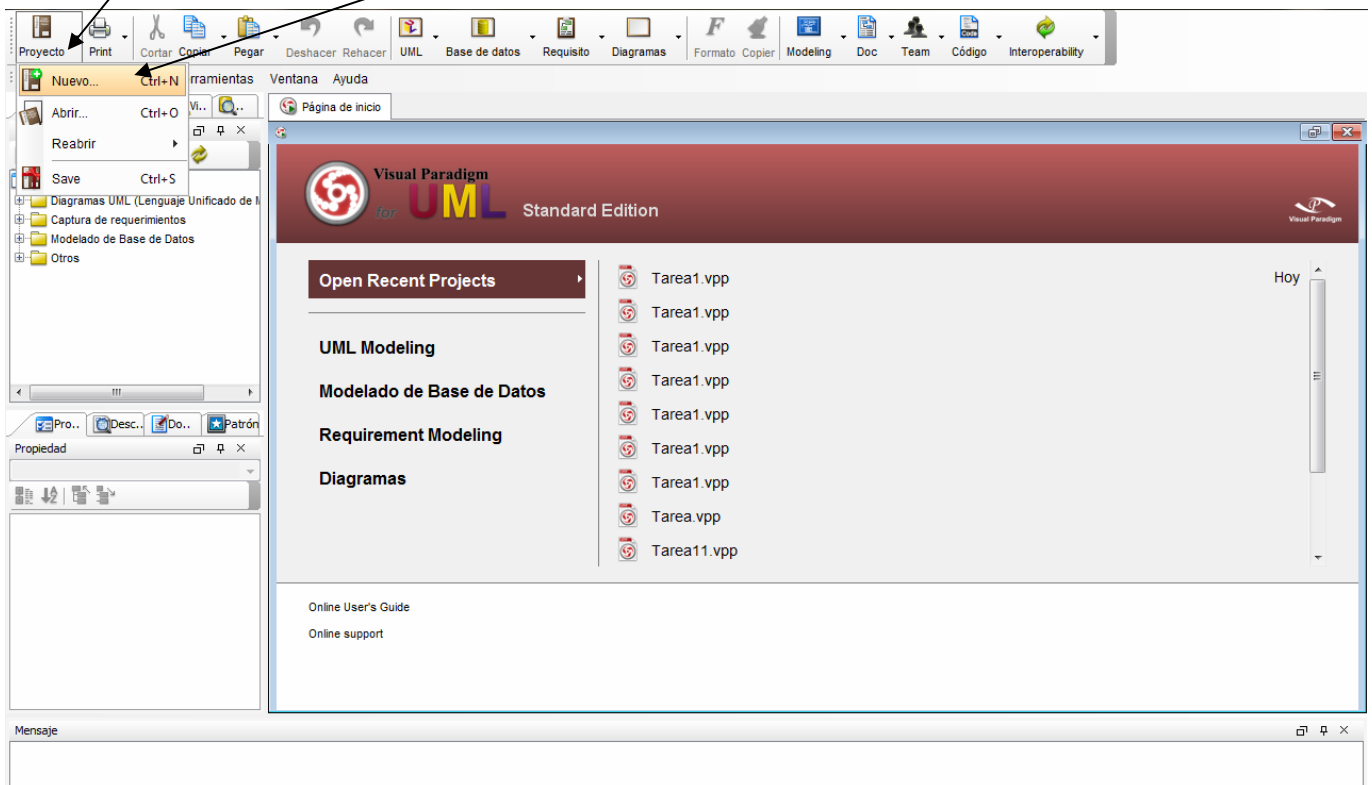 Proyecto Print Cortar Copiar Pegar Deshacer Rehacer UML Base de datos Requisito Diagramas Formato Copier Modeling Doc Team Código Interoperability
Nuevo... Ctrl+N rramientas Ventana Ayuda
Abrir... Ctrl+O Vi.. Página de inicio
Reabrir
Save Ctrl+S
Diagramas UML (Lenguaje Unificado de M
Captura de requerimientos
Modelado de Base de Datos
Otros
Pro.. Desc.. Do.. Patrón
Propiedad
Visual Paradigm
for UML Standard Edition
Visual Paradigm
Open Recent Projects
UML Modeling
Modelado de Base de Datos
Requirement Modeling
Diagramas
Tarea1.vpp Hoy
Tarea1.vpp
Tarea1.vpp
Tarea1.vpp
Tarea1.vpp
Tarea1.vpp
Tarea1.vpp
Tarea.vpp
Tarea11.vpp
Online User's Guide
Online support
Mensaje